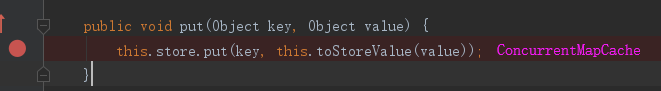 public void put(Object key, Object value) {
this.store.put(key, this.toStoreValue(value)); ConcurrentMapCache
}